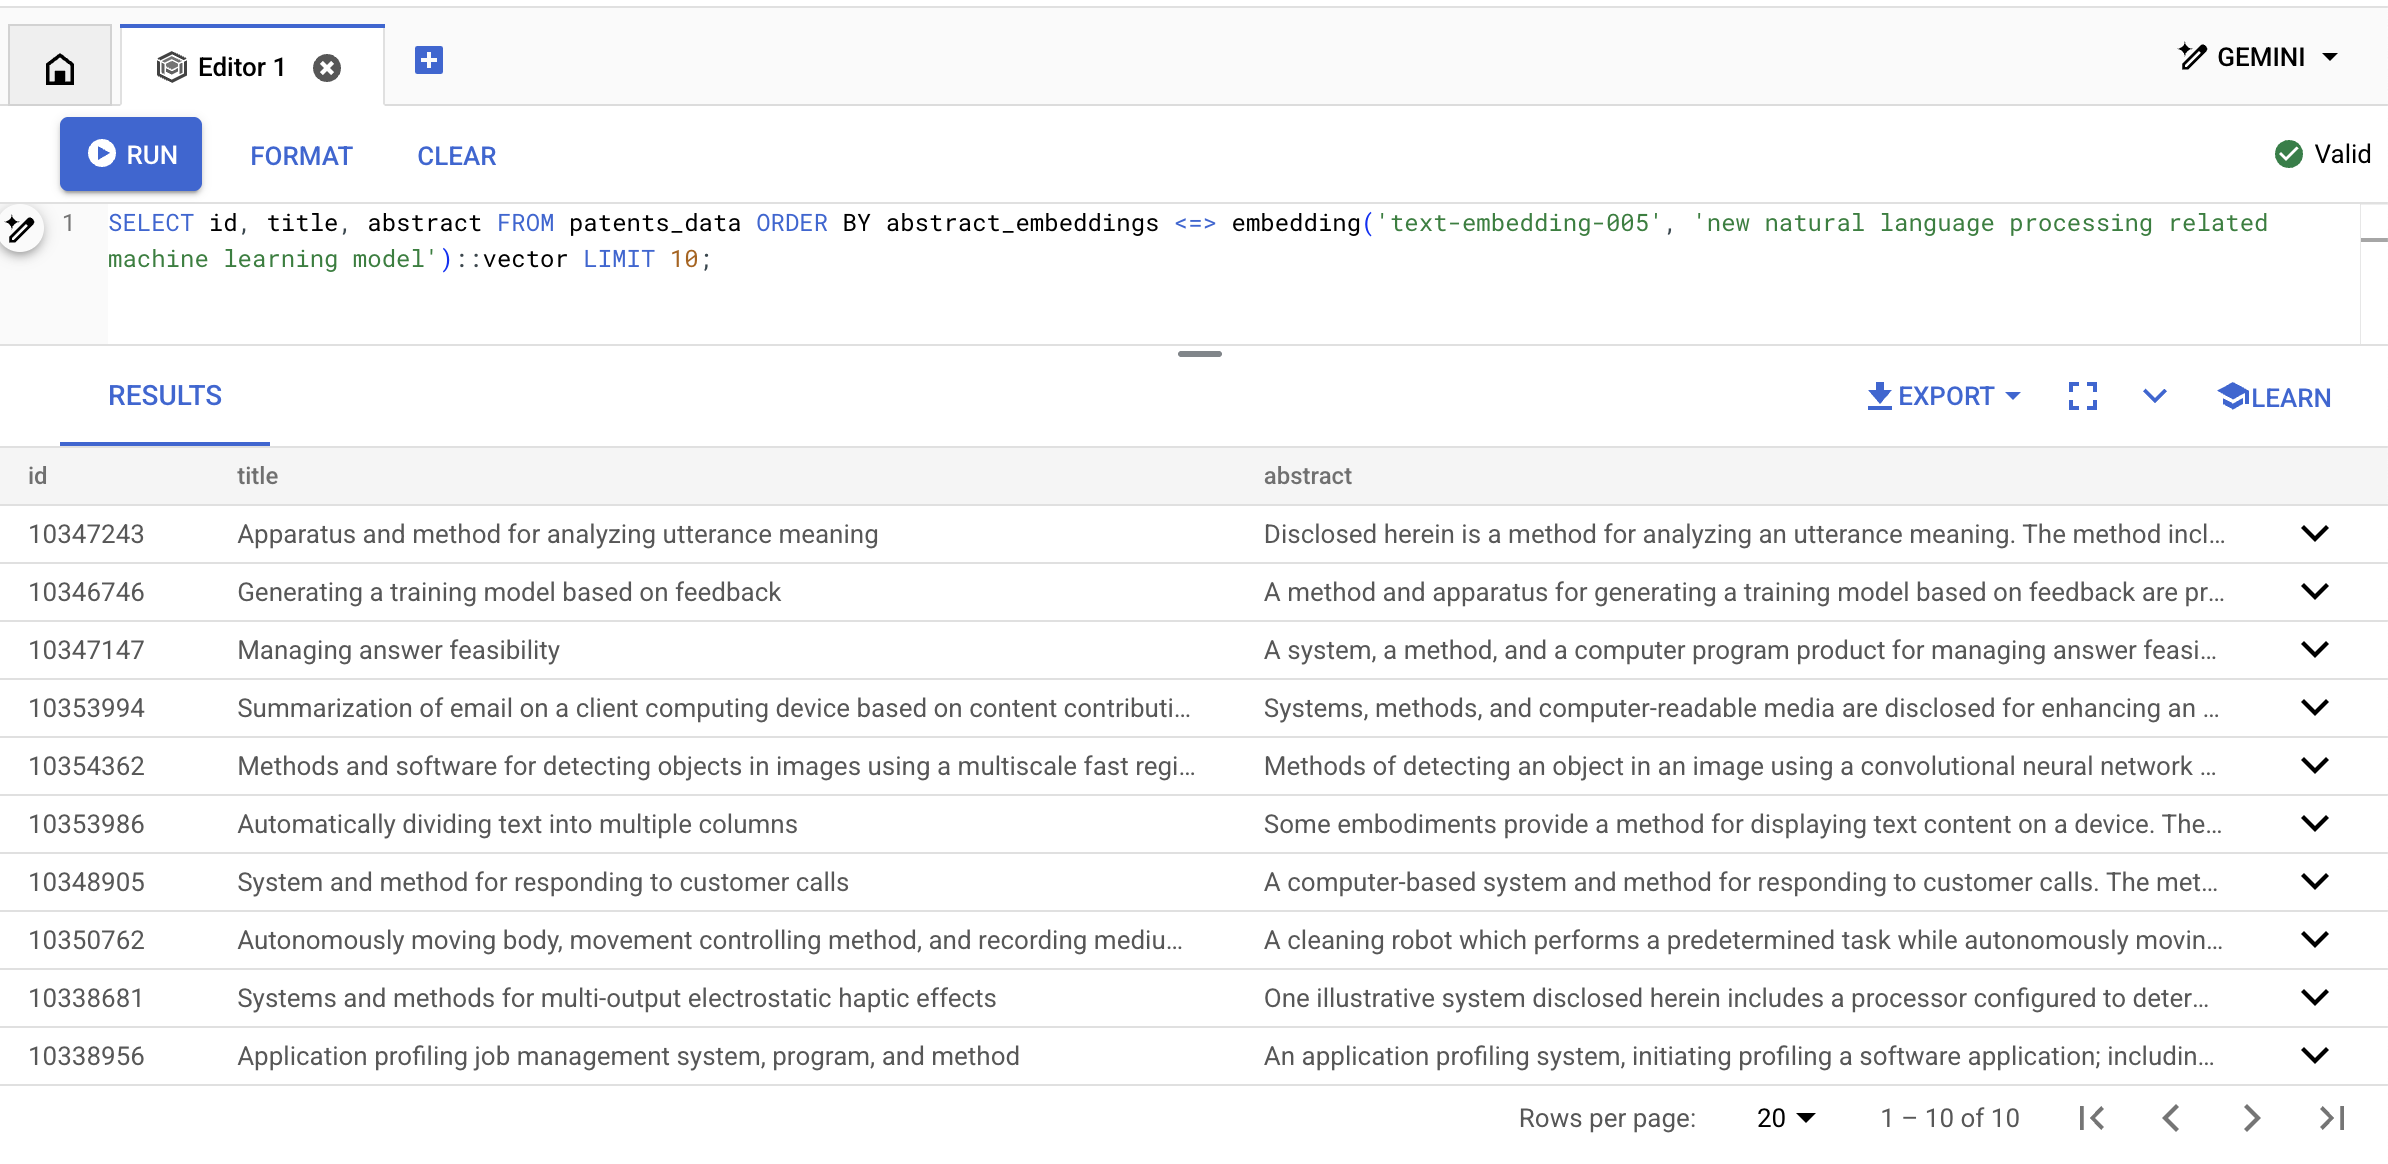 Editor 1
GEMINI
RUN FORMAT CLEAR
Valid
1 SELECT id, title, abstract FROM patents_data ORDER BY abstract_embeddings <=> embedding('text-embedding-005', 'new natural language processing related
machine learning model')::vector LIMIT 10;
RESULTS
EXPORT
LEARN
id title abstract
10347243 Apparatus and method for analyzing utterance meaning Disclosed herein is a method for analyzing an utterance meaning. The method incl...
10346746 Generating a training model based on feedback A method and apparatus for generating a training model based on feedback are pr...
10347147 Managing answer feasibility A system, a method, and a computer program product for managing answer feasi...
10353994 Summarization of email on a client computing device based on content contributi... Systems, methods, and computer-readable media are disclosed for enhancing an ...
10354362 Methods and software for detecting objects in images using a multiscale fast regi... Methods of detecting an object in an image using a convolutional neural network ...
10353986 Automatically dividing text into multiple columns Some embodiments provide a method for displaying text content on a device. The...
10348905 System and method for responding to customer calls A computer-based system and method for responding to customer calls. The met...
10350762 Autonomously moving body, movement controlling method, and recording mediu... A cleaning robot which performs a predetermined task while autonomously movin...
10338681 Systems and methods for multi-output electrostatic haptic effects One illustrative system disclosed herein includes a processor configured to deter...
10338956 Application profiling job management system, program, and method An application profiling system, initiating profiling a software application; includin...
Rows per page: 20 1 – 10 of 10